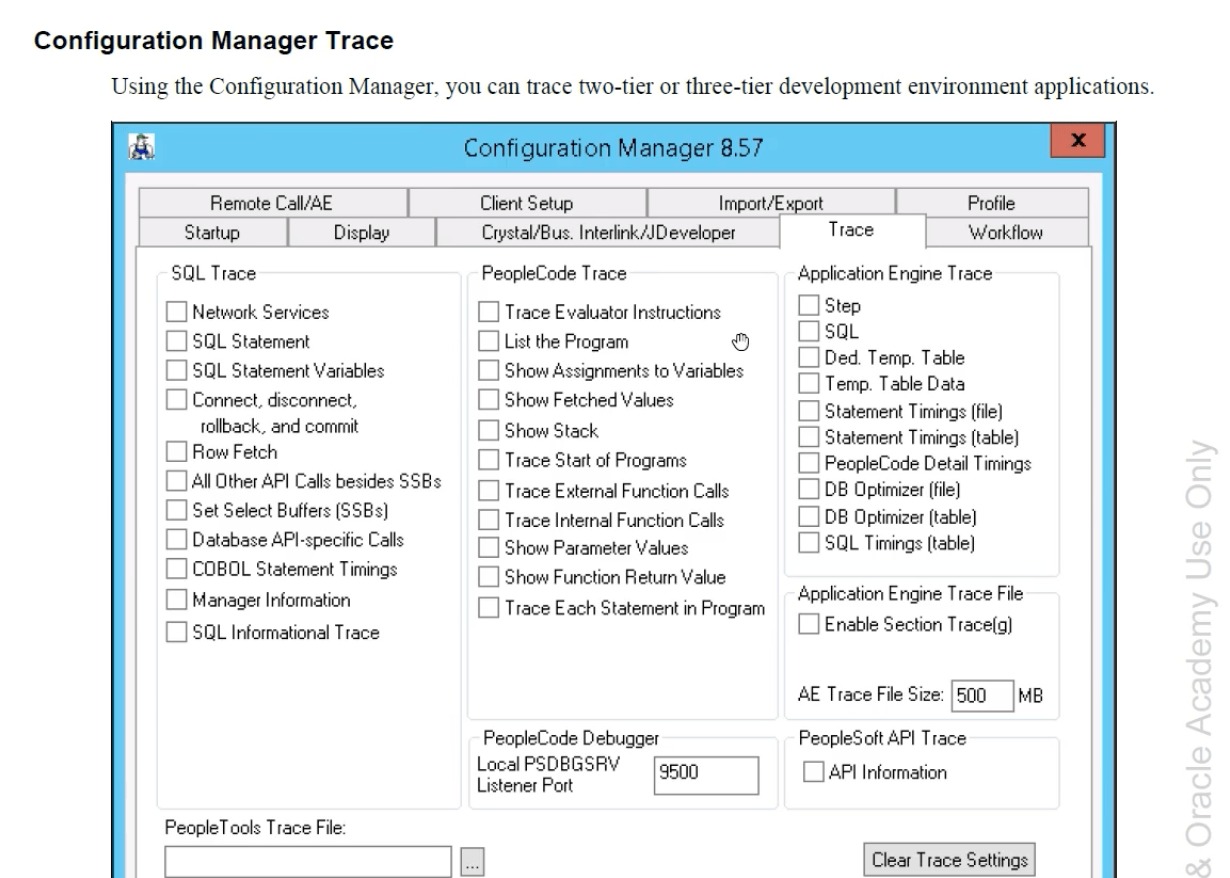 Configuration Manager Trace
Using the Configuration Manager, you can trace two-tier or three-tier development environment applications.
Configuration Manager 8.57
x
Remote Call/AE
Client Setup
Import/Export
Profile
Startup
Display
Crystal/Bus. Interlink/JDeveloper
Trace
Workflow
SQL Trace
Network Services
SQL Statement
SQL Statement Variables
Connect, disconnect,
rollback, and commit
Row Fetch
All Other API Calls besides SSBs
Set Select Buffers (SSBs)
Database API-specific Calls
COBOL Statement Timings
Manager Information
SQL Informational Trace
PeopleCode Trace
Trace Evaluator Instructions
List the Program
Show Assignments to Variables
Show Fetched Values
Show Stack
Trace Start of Programs
Trace External Function Calls
Trace Internal Function Calls
Show Parameter Values
Show Function Return Value
Trace Each Statement in Program
PeopleCode Debugger
Local PSDBGSRV
Listener Port
9500
Application Engine Trace
Step
SQL
Ded. Temp. Table
Temp. Table Data
Statement Timings (file)
Statement Timings (table)
PeopleCode Detail Timings
DB Optimizer (file)
DB Optimizer (table)
SQL Timings (table)
Application Engine Trace File
Enable Section Trace(g)
AE Trace File Size: 500 MB
PeopleSoft API Trace
API Information
PeopleTools Trace File:
...
Clear Trace Settings
& Oracle Academy Use Only